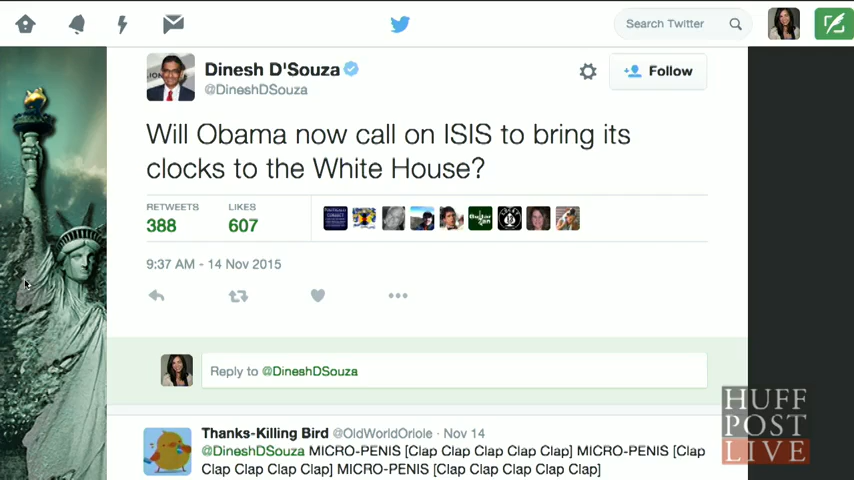 Search Twitter
Dinesh D'Souza
@DineshDSouza
Follow
Will Obama now call on ISIS to bring its
clocks to the White House?
RETWEETS LIKES
388 607
9:37 AM - 14 Nov 2015
Reply to @DineshDSouza
Thanks-Killing Bird @OldWorldOriole · Nov 14
@DineshDSouza MICRO-PENIS [Clap Clap Clap Clap Clap] MICRO-PENIS [Clap
Clap Clap Clap Clap] MICRO-PENIS [Clap Clap Clap Clap Clap]
HUFF
POST
LIVE